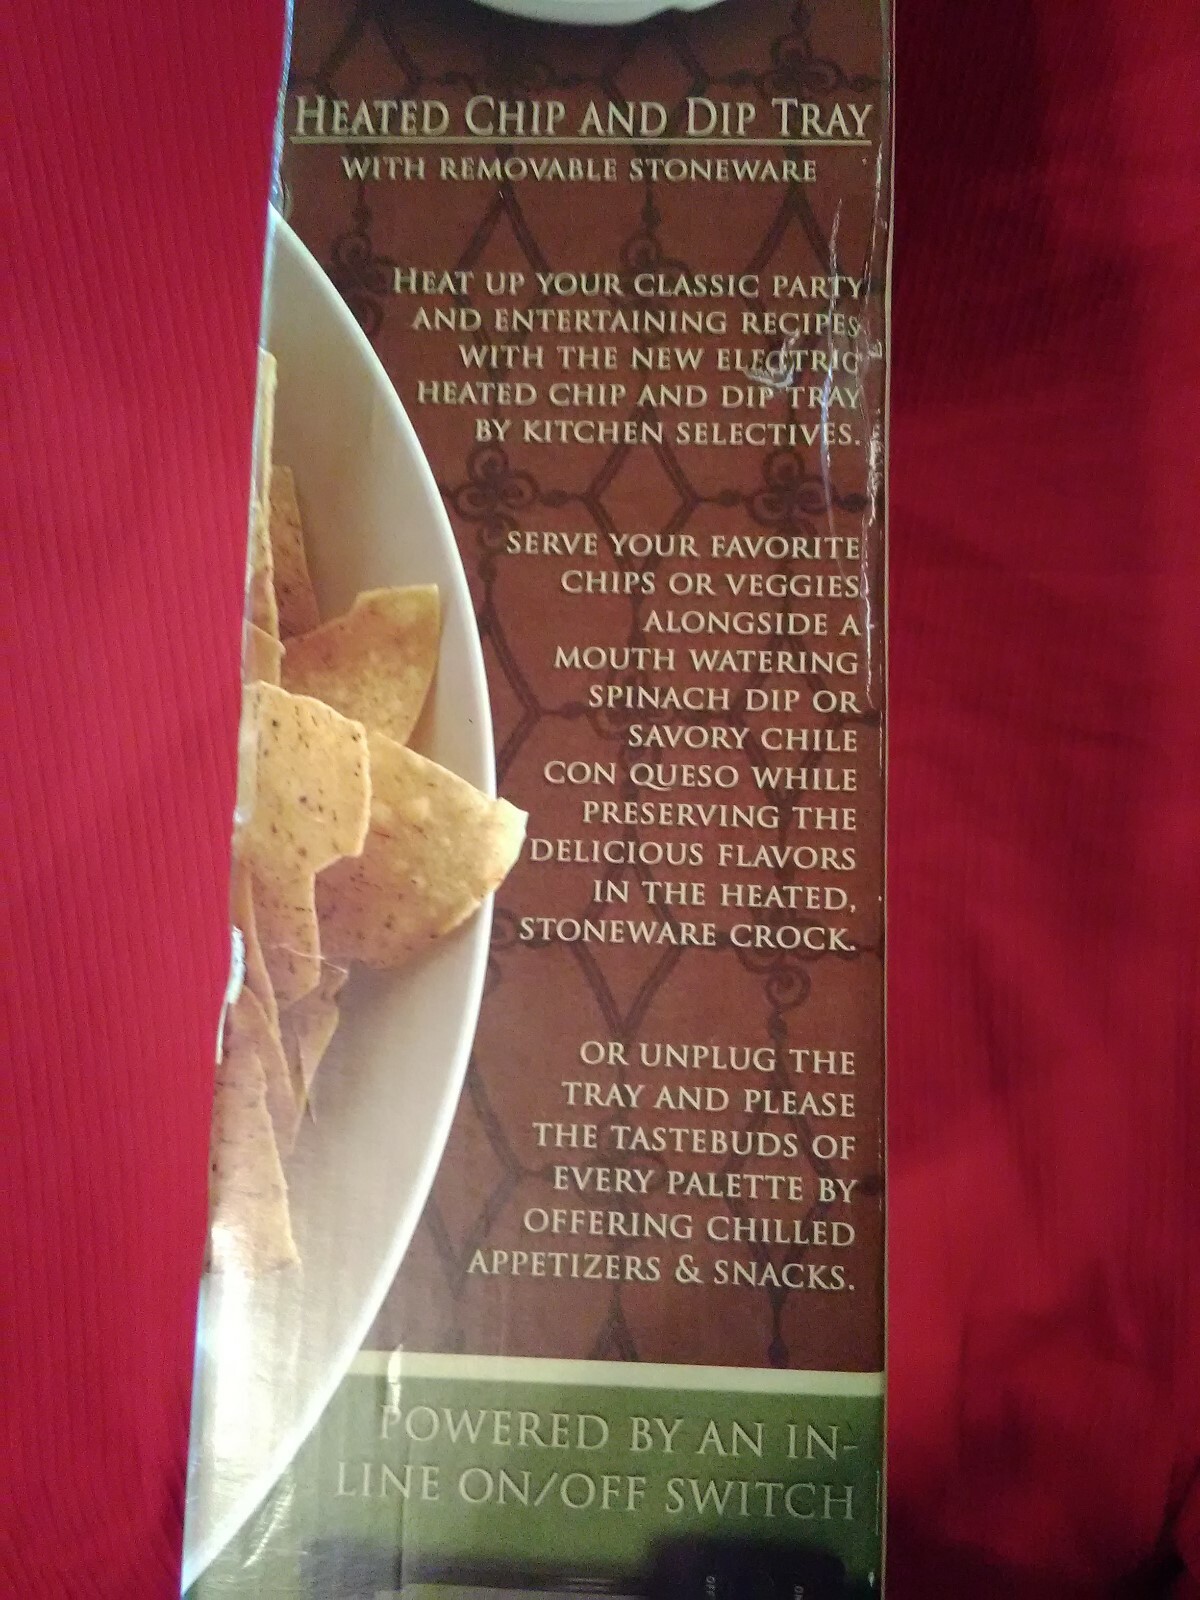 HEATED CHIP AND DIP TRAY
WITH REMOVABLE STONEWARE
HEAT UP YOUR CLASSIC PARTY
AND ENTERTAINING RECIPES
WITH THE NEW ELECTRIC
HEATED CHIP AND DIP TRAY
BY KITCHEN SELECTIVES.
SERVE YOUR FAVORITE
CHIPS OR VEGGIES
ALONGSIDE A
MOUTH WATERING
SPINACH DIP OR
SAVORY CHILE
CON QUESO WHILE
PRESERVING THE
DELICIOUS FLAVORS
IN THE HEATED,
STONEWARE CROCK.
OR UNPLUG THE
TRAY AND PLEASE
THE TASTEBUDS OF
EVERY PALETTE BY
OFFERING CHILLED
APPETIZERS & SNACKS.
POWERED BY AN IN-
LINE ON/OFF SWITCH
OFF
ON